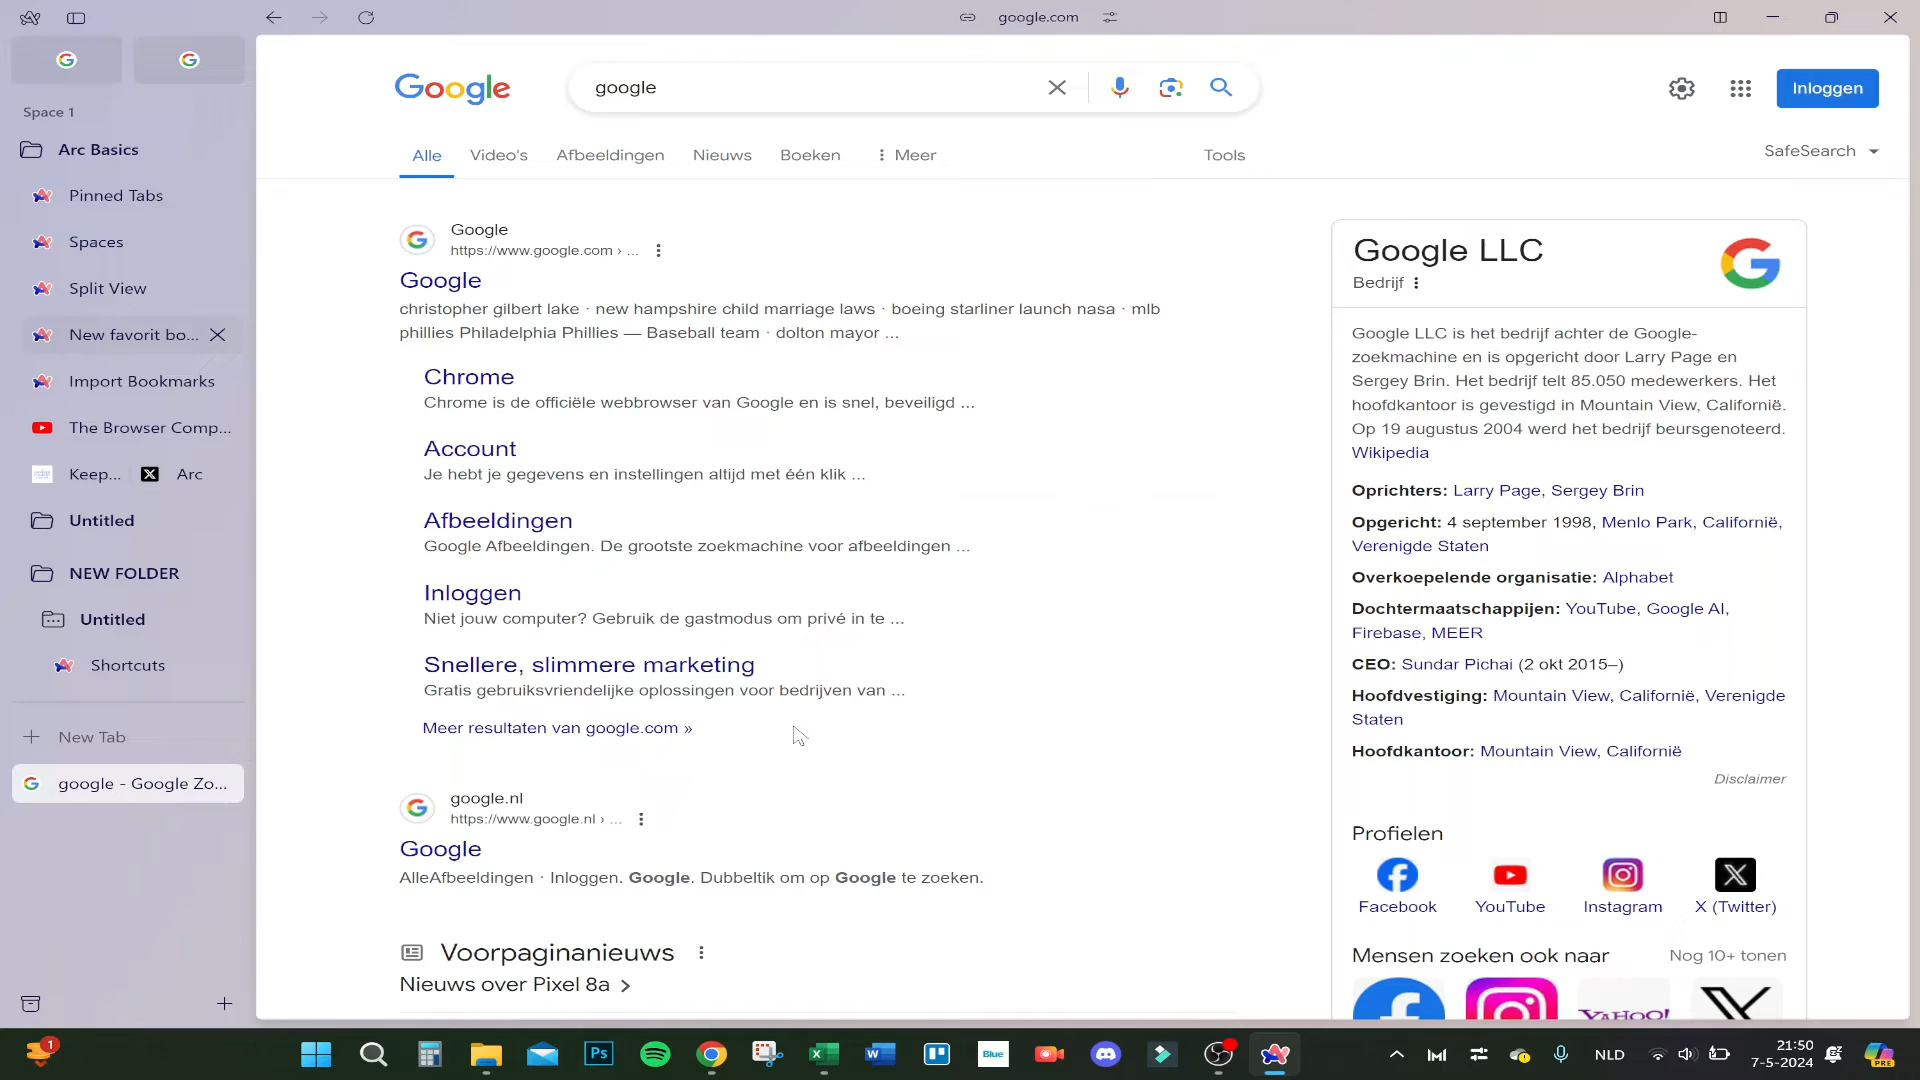 google.com
Space 1
Arc Basics
Pinned Tabs
Spaces
Split View
New favorit bo...
Import Bookmarks
The Browser Comp...
Keep... Arc
Untitled
NEW FOLDER
Untitled
Shortcuts
New Tab
google - Google Zo...
Google
google
Inloggen
Alle Video's Afbeeldingen Nieuws Boeken Meer Tools
SafeSearch
Google
https://www.google.com › ...
Google
christopher gilbert lake · new hampshire child marriage laws · boeing starliner launch nasa · mlb
phillies Philadelphia Phillies — Baseball team · dolton mayor ...
Chrome
Chrome is de officiële webbrowser van Google en is snel, beveiligd ...
Account
Je hebt je gegevens en instellingen altijd met één klik ...
Afbeeldingen
Google Afbeeldingen. De grootste zoekmachine voor afbeeldingen ...
Inloggen
Niet jouw computer? Gebruik de gastmodus om privé in te ...
Snellere, slimmere marketing
Gratis gebruiksvriendelijke oplossingen voor bedrijven van ...
Meer resultaten van google.com »
google.nl
https://www.google.nl › ...
Google
AlleAfbeeldingen · Inloggen. Google. Dubbeltik om op Google te zoeken.
Voorpaginanieuws
Nieuws over Pixel 8a
Google LLC
Bedrijf
Google LLC is het bedrijf achter de Google-
zoekmachine en is opgericht door Larry Page en
Sergey Brin. Het bedrijf telt 85.050 medewerkers. Het
hoofdkantoor is gevestigd in Mountain View, Californië.
Op 19 augustus 2004 werd het bedrijf beursgenoteerd.
Wikipedia
Oprichters: Larry Page, Sergey Brin
Opgericht: 4 september 1998, Menlo Park, Californië,
Verenigde Staten
Overkoepelende organisatie: Alphabet
Dochtermaatschappijen: YouTube, Google AI,
Firebase, MEER
CEO: Sundar Pichai (2 okt 2015–)
Hoofdvestiging: Mountain View, Californië, Verenigde
Staten
Hoofdkantoor: Mountain View, Californië
Disclaimer
Profielen
Facebook YouTube Instagram X (Twitter)
Mensen zoeken ook naar Nog 10+ tonen
YAHOO!
1
Ps
Blue
NLD
21:50
7-5-2024
PRE